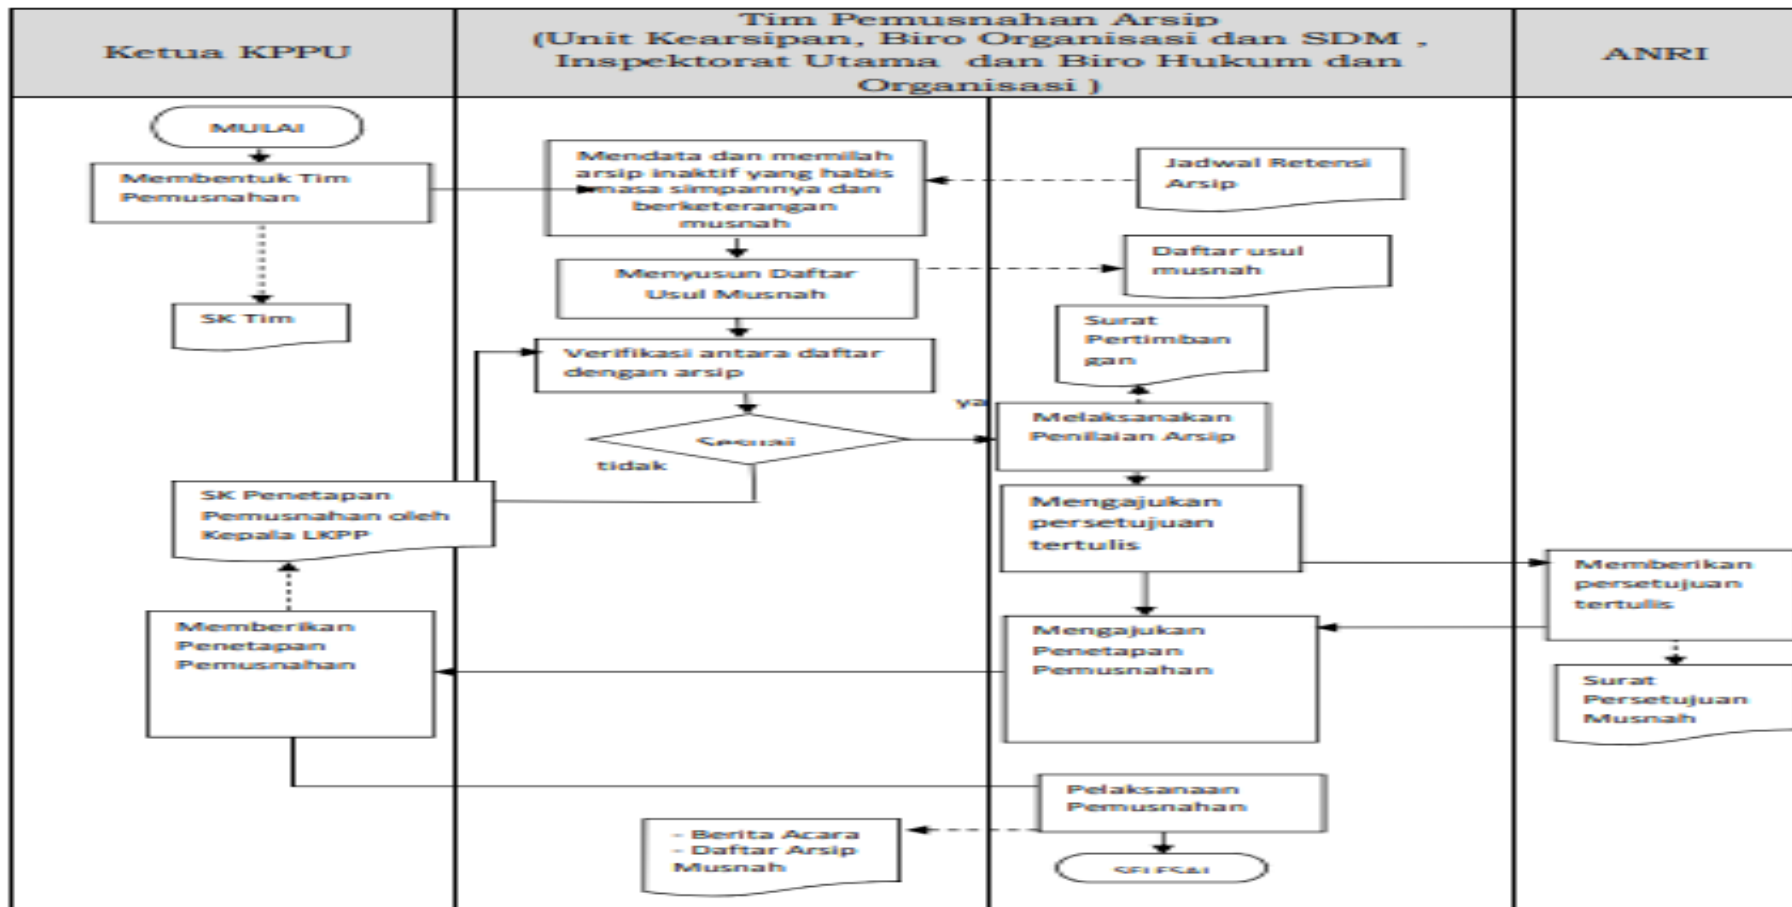 Ketua KPPU
Tim Pemusnahan Arsip
(Unit Kearsipan, Biro Organisasi dan SDM ,
Inspektorat Utama dan Biro Hukum dan
Organisasi )
ANRI
MULAI
Membentuk Tim
Pemusnahan
SK Tim
Mendata dan memilah
arsip inaktif yang habis
masa simpannya dan
berketerangan
musnah
Jadwal Retensi
Arsip
Menyusun Daftar
Usul Musnah
Daftar usul
musnah
Verifikasi antara daftar
dengan arsip
Surat
Pertimban
gan
Sesuai
ya
tidak
Melaksanakan
Penilaian Arsip
SK Penetapan
Pemusnahan oleh
Kepala LKPP
Mengajukan
persetujuan
tertulis
Memberikan
persetujuan
tertulis
Memberikan
Penetapan
Pemusnahan
Mengajukan
Penetapan
Pemusnahan
Surat
Persetujuan
Musnah
Pelaksanaan
Pemusnahan
- Berita Acara
- Daftar Arsip
Musnah
SELESAI